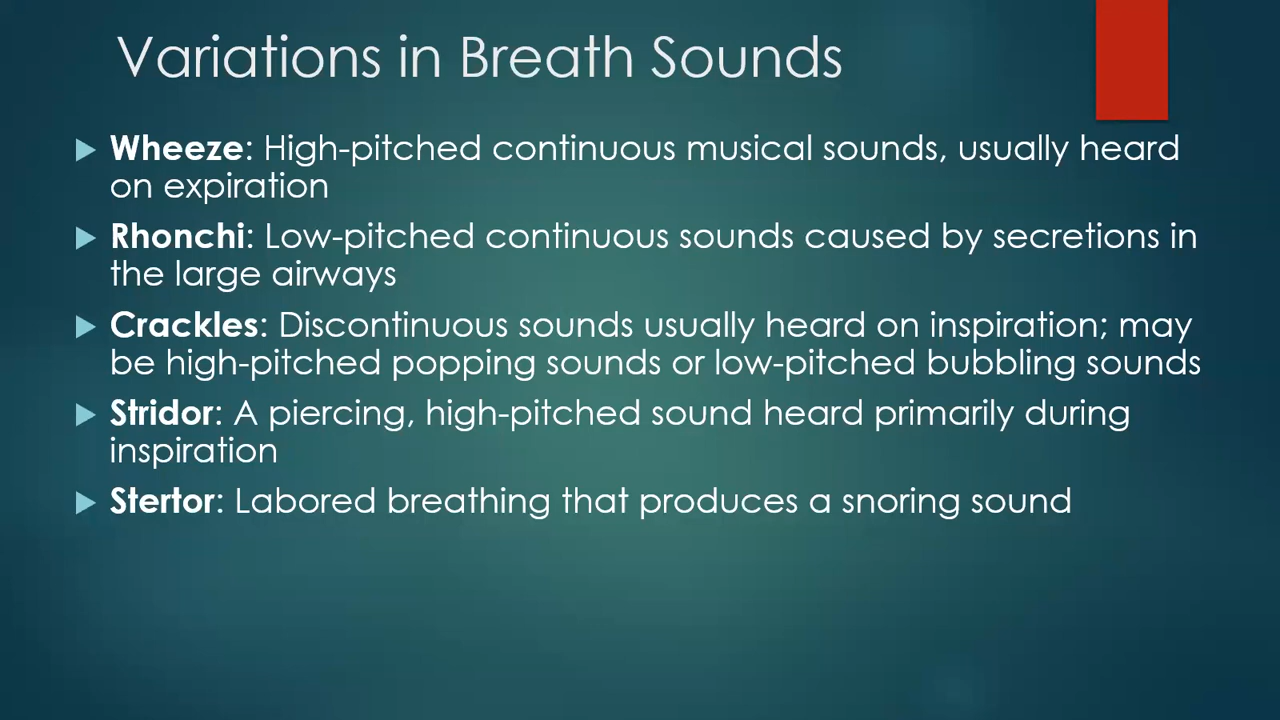 Variations in Breath Sounds
Wheeze: High-pitched continuous musical sounds, usually heard
on expiration
Rhonchi: Low-pitched continuous sounds caused by secretions in
the large airways
Crackles: Discontinuous sounds usually heard on inspiration; may
be high-pitched popping sounds or low-pitched bubbling sounds
Stridor: A piercing, high-pitched sound heard primarily during
inspiration
Stertor: Labored breathing that produces a snoring sound